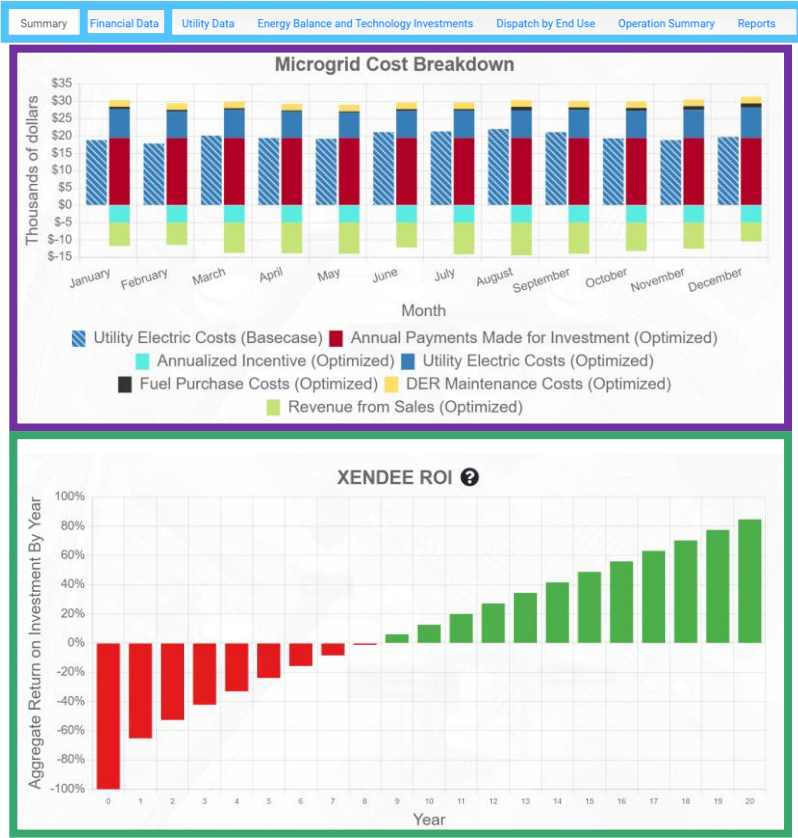 Summary Financial Data Utility Data Energy Balance and Technology Investments Dispatch by End Use Operation Summary Reports
Microgrid Cost Breakdown
Thousands of dollars
$35
$30
$25
$20
$15
$10
$5
$0
$-5
$-10
$-15
January February March April May June July August September October November December
Month
Utility Electric Costs (Basecase) Annual Payments Made for Investment (Optimized)
Annualized Incentive (Optimized) Utility Electric Costs (Optimized)
Fuel Purchase Costs (Optimized) DER Maintenance Costs (Optimized)
Revenue from Sales (Optimized)
XENDEE ROI ?
Aggregate Return on Investment By Year
100%
80%
60%
40%
20%
0%
-20%
-40%
-60%
-80%
-100%
0 1 2 3 4 5 6 7 8 9 10 11 12 13 14 15 16 17 18 19 20
Year